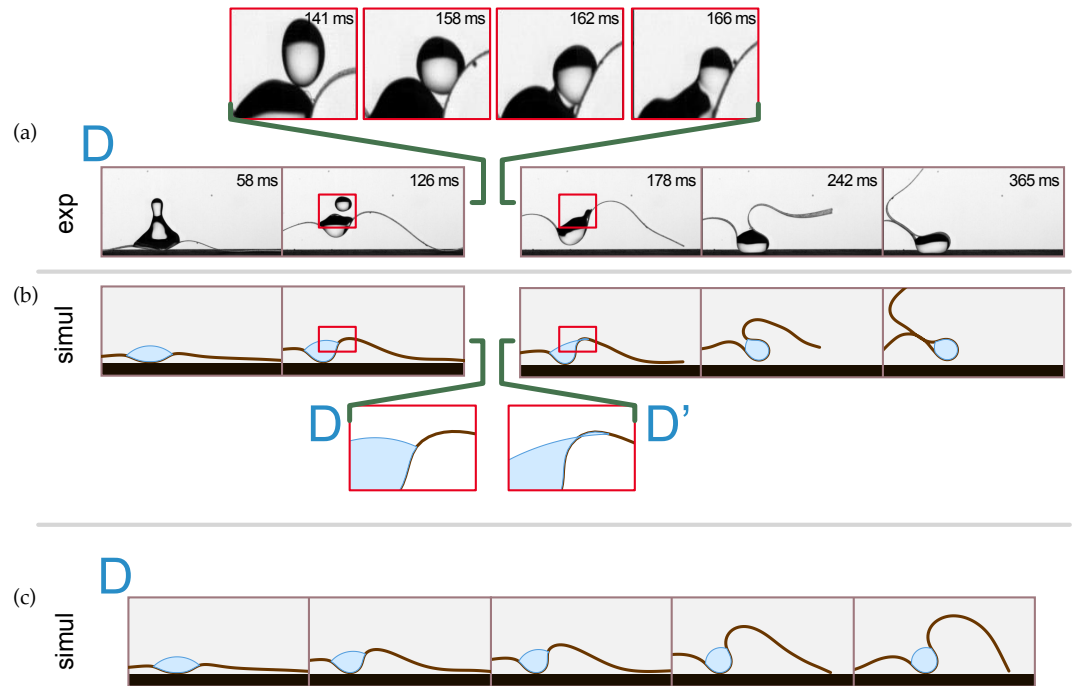 141 ms 158 ms 162 ms 166 ms
(a)
D
exp
58 ms 126 ms 178 ms 242 ms 365 ms
(b)
simul
D D’
D
(c)
simul